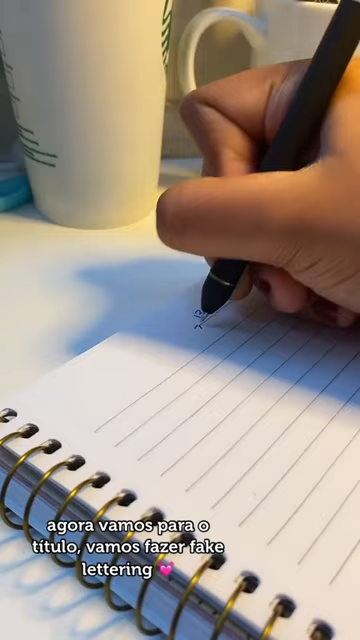 agora vamos para o
título, vamos fazer fake
lettering 💗